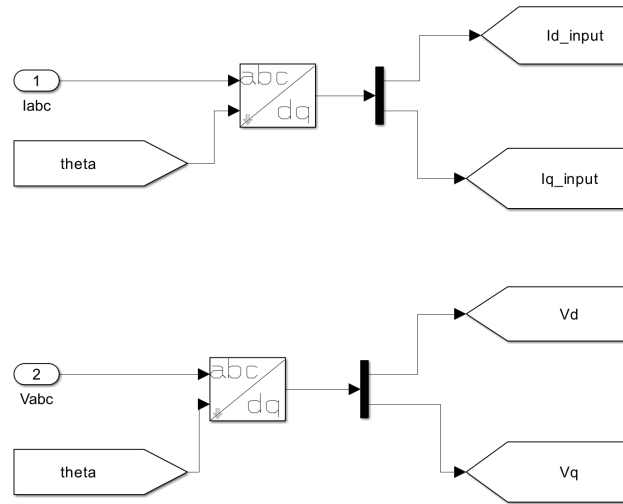 Id_input
1
abc
dq
Iabc
theta
Iq_input
Vd
2
abc
dq
Vabc
theta
Vq